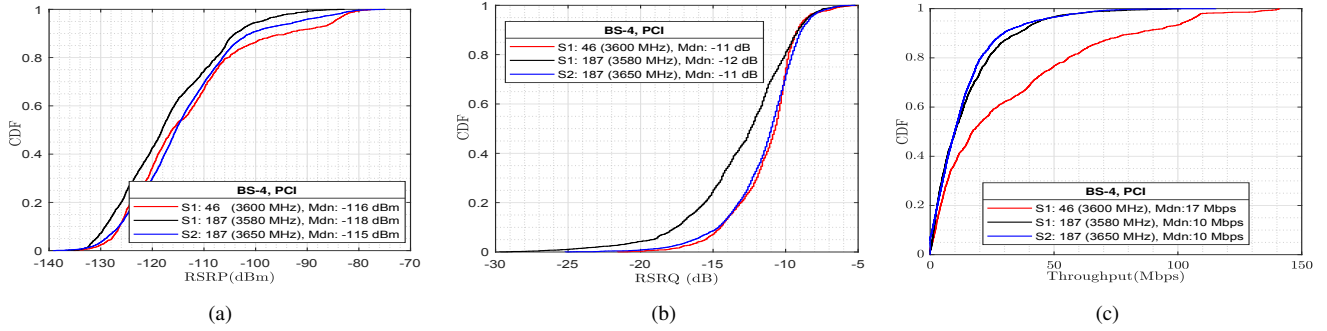 1
0.8
0.6
0.4
0.2
0
CDF
BS-4, PCI
S1: 46 (3600 MHz), Mdn: -116 dBm
S1: 187 (3580 MHz), Mdn: -118 dBm
S2: 187 (3650 MHz), Mdn: -115 dBm
-140 -130 -120 -110 -100 -90 -80 -70
RSRP(dBm)
(a)
1
0.8
0.6
0.4
0.2
0
CDF
BS-4, PCI
S1: 46 (3600 MHz), Mdn: -11 dB
S1: 187 (3580 MHz), Mdn: -12 dB
S2: 187 (3650 MHz), Mdn: -11 dB
-30 -25 -20 -15 -10 -5
RSRQ (dB)
(b)
1
0.8
0.6
0.4
0.2
0
CDF
BS-4, PCI
S1: 46 (3600 MHz), Mdn:17 Mbps
S1: 187 (3580 MHz), Mdn:10 Mbps
S2: 187 (3650 MHz), Mdn:10 Mbps
0 50 100 150
Throughput(Mbps)
(c)